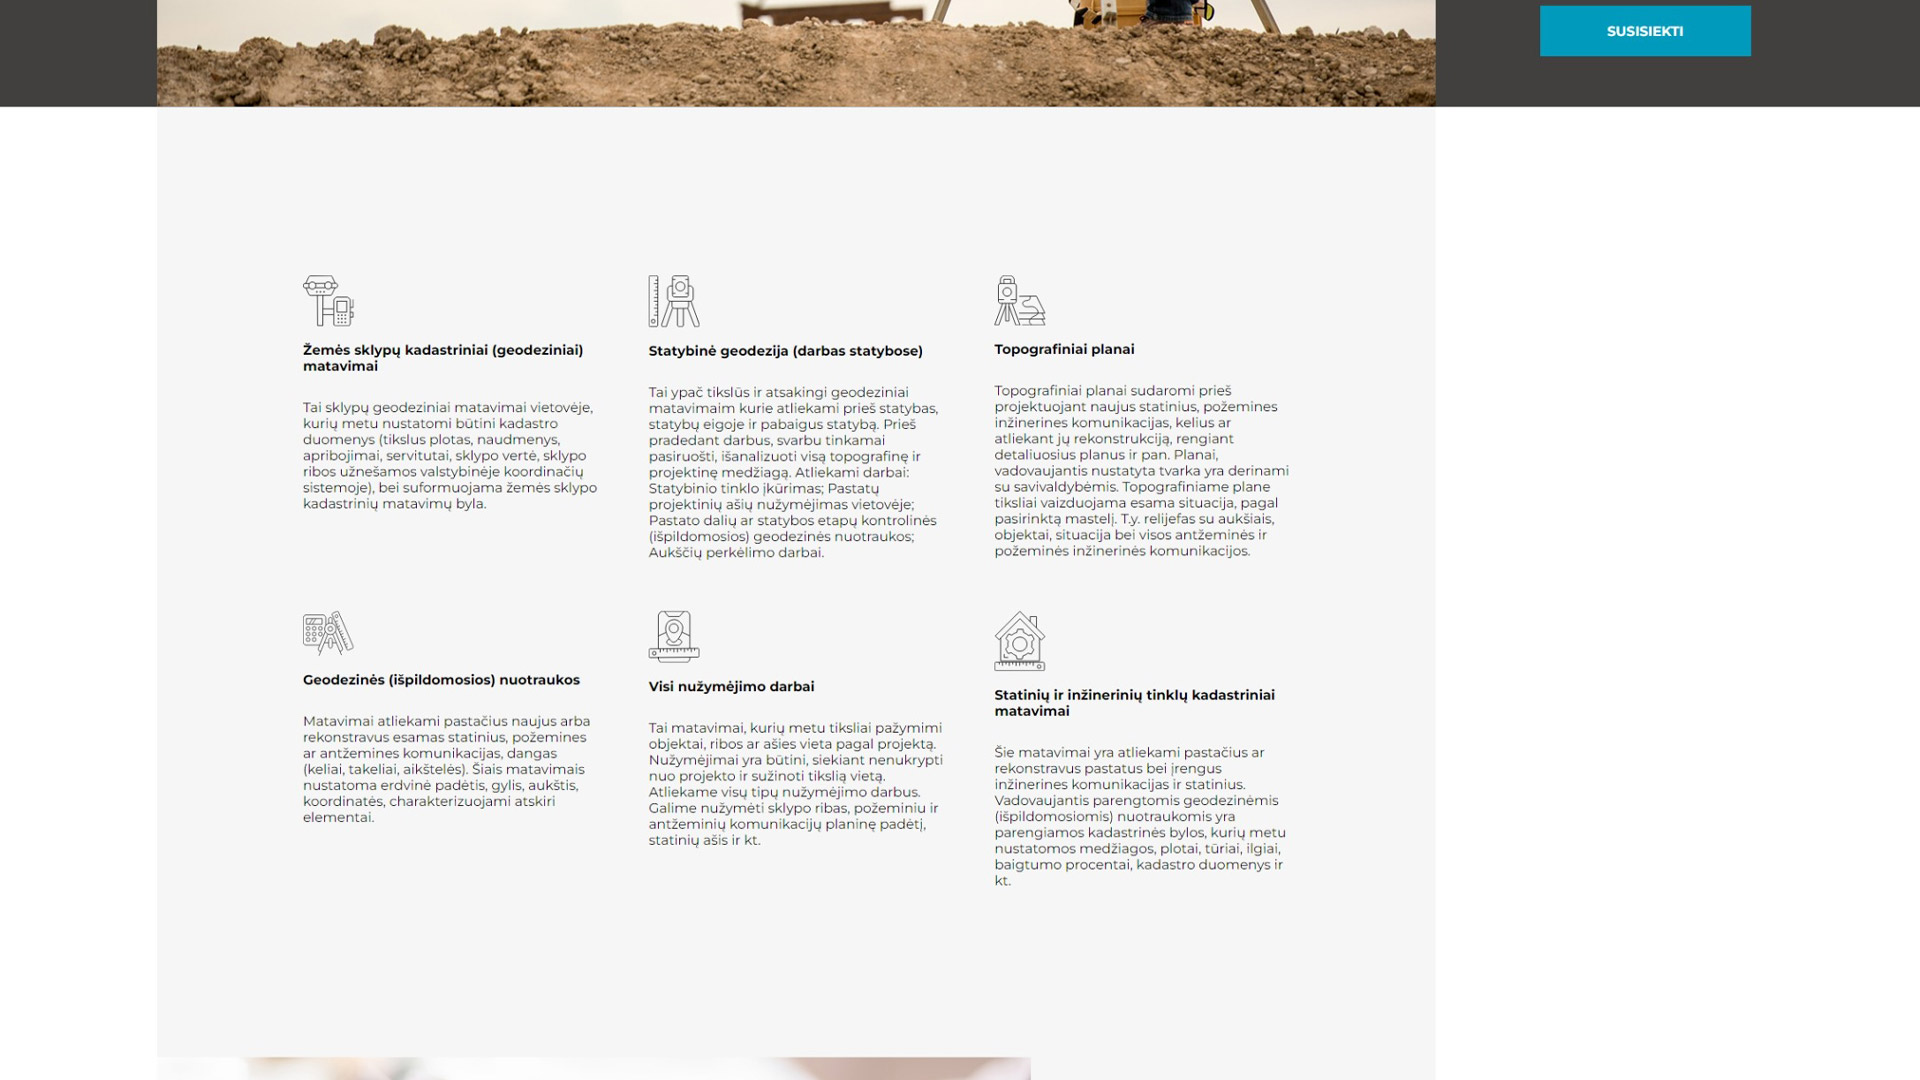 SUSISIEKTI
Žemės sklypų kadastriniai (geodeziniai)
matavimai
Tai sklypų geodeziniai matavimai vietovėje,
kurių metu nustatomi būtini kadastro
duomenys (tikslus plotas, naudmenys,
apribojimai, servitutai, sklypo vertė, sklypo
ribos užnešamos valstybinėje koordinačių
sistemoje), bei suformuojama žemės sklypo
kadastrinių matavimų byla.
Statybinė geodezija (darbas statybose)
Tai ypač tikslūs ir atsakingi geodeziniai
matavimaim kurie atliekami prieš statybas,
statybų eigoje ir pabaigus statybą. Prieš
pradedant darbus, svarbu tinkamai
pasiruošti, išanalizuoti visą topografinę ir
projektinę medžiagą. Atliekami darbai:
Statybinio tinklo įkūrimas; Pastatų
projektinių ašių nužymėjimas vietovėje;
Pastato dalių ar statybos etapų kontrolinės
(išpildomosios) geodezinės nuotraukos;
Aukščių perkėlimo darbai.
Topografiniai planai
Topografiniai planai sudaromi prieš
projektuojant naujus statinius, požemines
inžinerines komunikacijas, kelius ar
atliekant jų rekonstrukciją, rengiant
detaliuosius planus ir pan. Planai,
vadovaujantis nustatyta tvarka yra derinami
su savivaldybėmis. Topografiniame plane
tiksliai vaizduojama esama situacija, pagal
pasirinktą mastelį. T.y. relijefas su aukšiais,
objektai, situacija bei visos antžeminės ir
požeminės inžinerinės komunikacijos.
Geodezinės (išpildomosios) nuotraukos
Matavimai atliekami pastačius naujus arba
rekonstravus esamas statinius, požemines
ar antžemines komunikacijas, dangas
(keliai, takeliai, aikštelės). Šiais matavimais
nustatoma erdvinė padėtis, gylis, aukštis,
koordinatės, charakterizuojami atskiri
elementai.
Visi nužymėjimo darbai
Tai matavimai, kurių metu tiksliai pažymimi
objektai, ribos ar ašies vieta pagal projektą.
Nužymėjimai yra būtini, siekiant nenukrypti
nuo projekto ir sužinoti tikslią vietą.
Atliekame visų tipų nužymėjimo darbus.
Galime nužymėti sklypo ribas, požeminiu ir
antžeminių komunikacijų planinę padėtį,
statinių ašis ir kt.
Statinių ir inžinerinių tinklų kadastriniai
matavimai
Šie matavimai yra atliekami pastačius ar
rekonstravus pastatus bei įrengus
inžinerines komunikacijas ir statinius.
Vadovaujantis parengtomis geodezinėmis
(išpildomosiomis) nuotraukomis yra
parengiamos kadastrinės bylos, kurių metu
nustatomos medžiagos, plotai, tūriai, ilgiai,
baigtumo procentai, kadastro duomenys ir
kt.